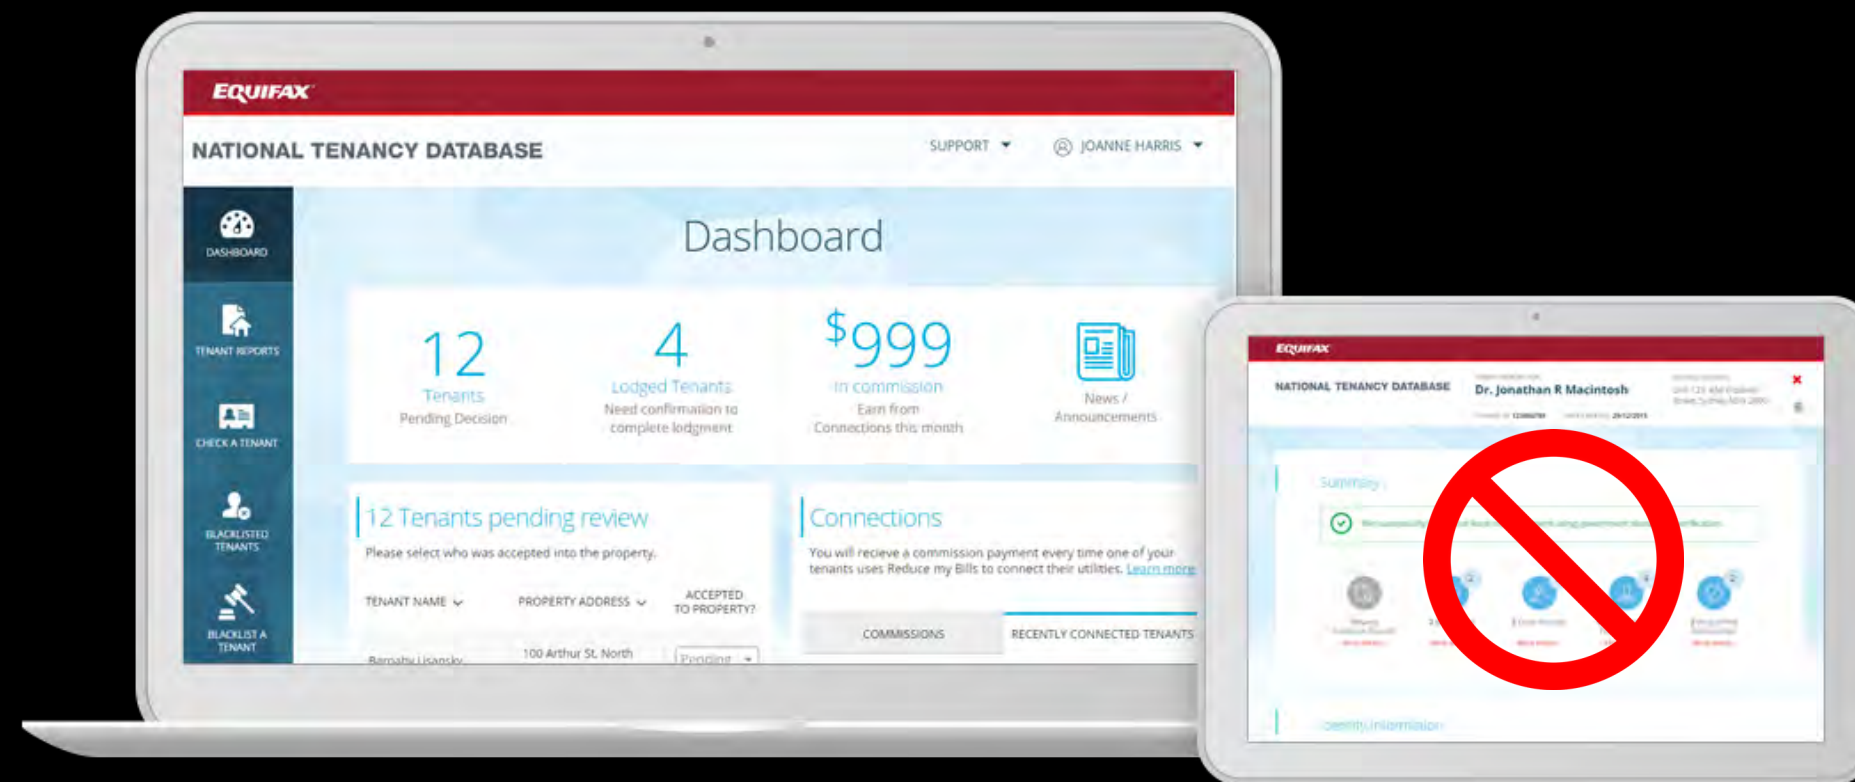 EQUIFAX
NATIONAL TENANCY DATABASE
SUPPORT
JOANNE HARRIS
DASHBOARD
TENANT REPORTS
CHECK A TENANT
BLACKLISTED
TENANTS
BLACKLIST A
TENANT
Dashboard
12
Tenants
Pending Decision
4
Lodged Tenants
Need confirmation to
complete lodgment
$999
In commission
Earn from
Connections this month
News /
Announcements
12 Tenants pending review
Please select who was accepted into the property.
TENANT NAME
PROPERTY ADDRESS
ACCEPTED
TO PROPERTY?
Barnaby Lisansky
100 Arthur St, North
Pending
Connections
You will recieve a commission payment every time one of your
tenants uses Reduce my Bills to connect their utilities. Learn more
COMMISSIONS
RECENTLY CONNECTED TENANTS
EQUIFAX
NATIONAL TENANCY DATABASE
Dr. Jonathan R Macintosh
Summary
Identity Information